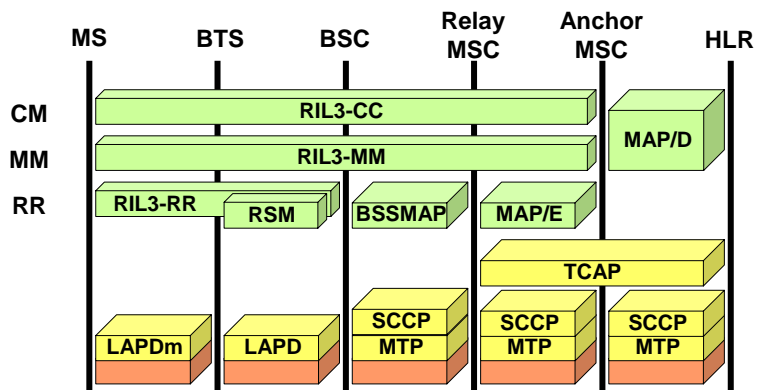 MS BTS BSC Relay MSC Anchor MSC HLR
CM RIL3-CC
MAP/D
MM RIL3-MM
RR RIL3-RR RSM BSSMAP MAP/E
TCAP
SCCP SCCP SCCP
LAPDm LAPD MTP MTP MTP